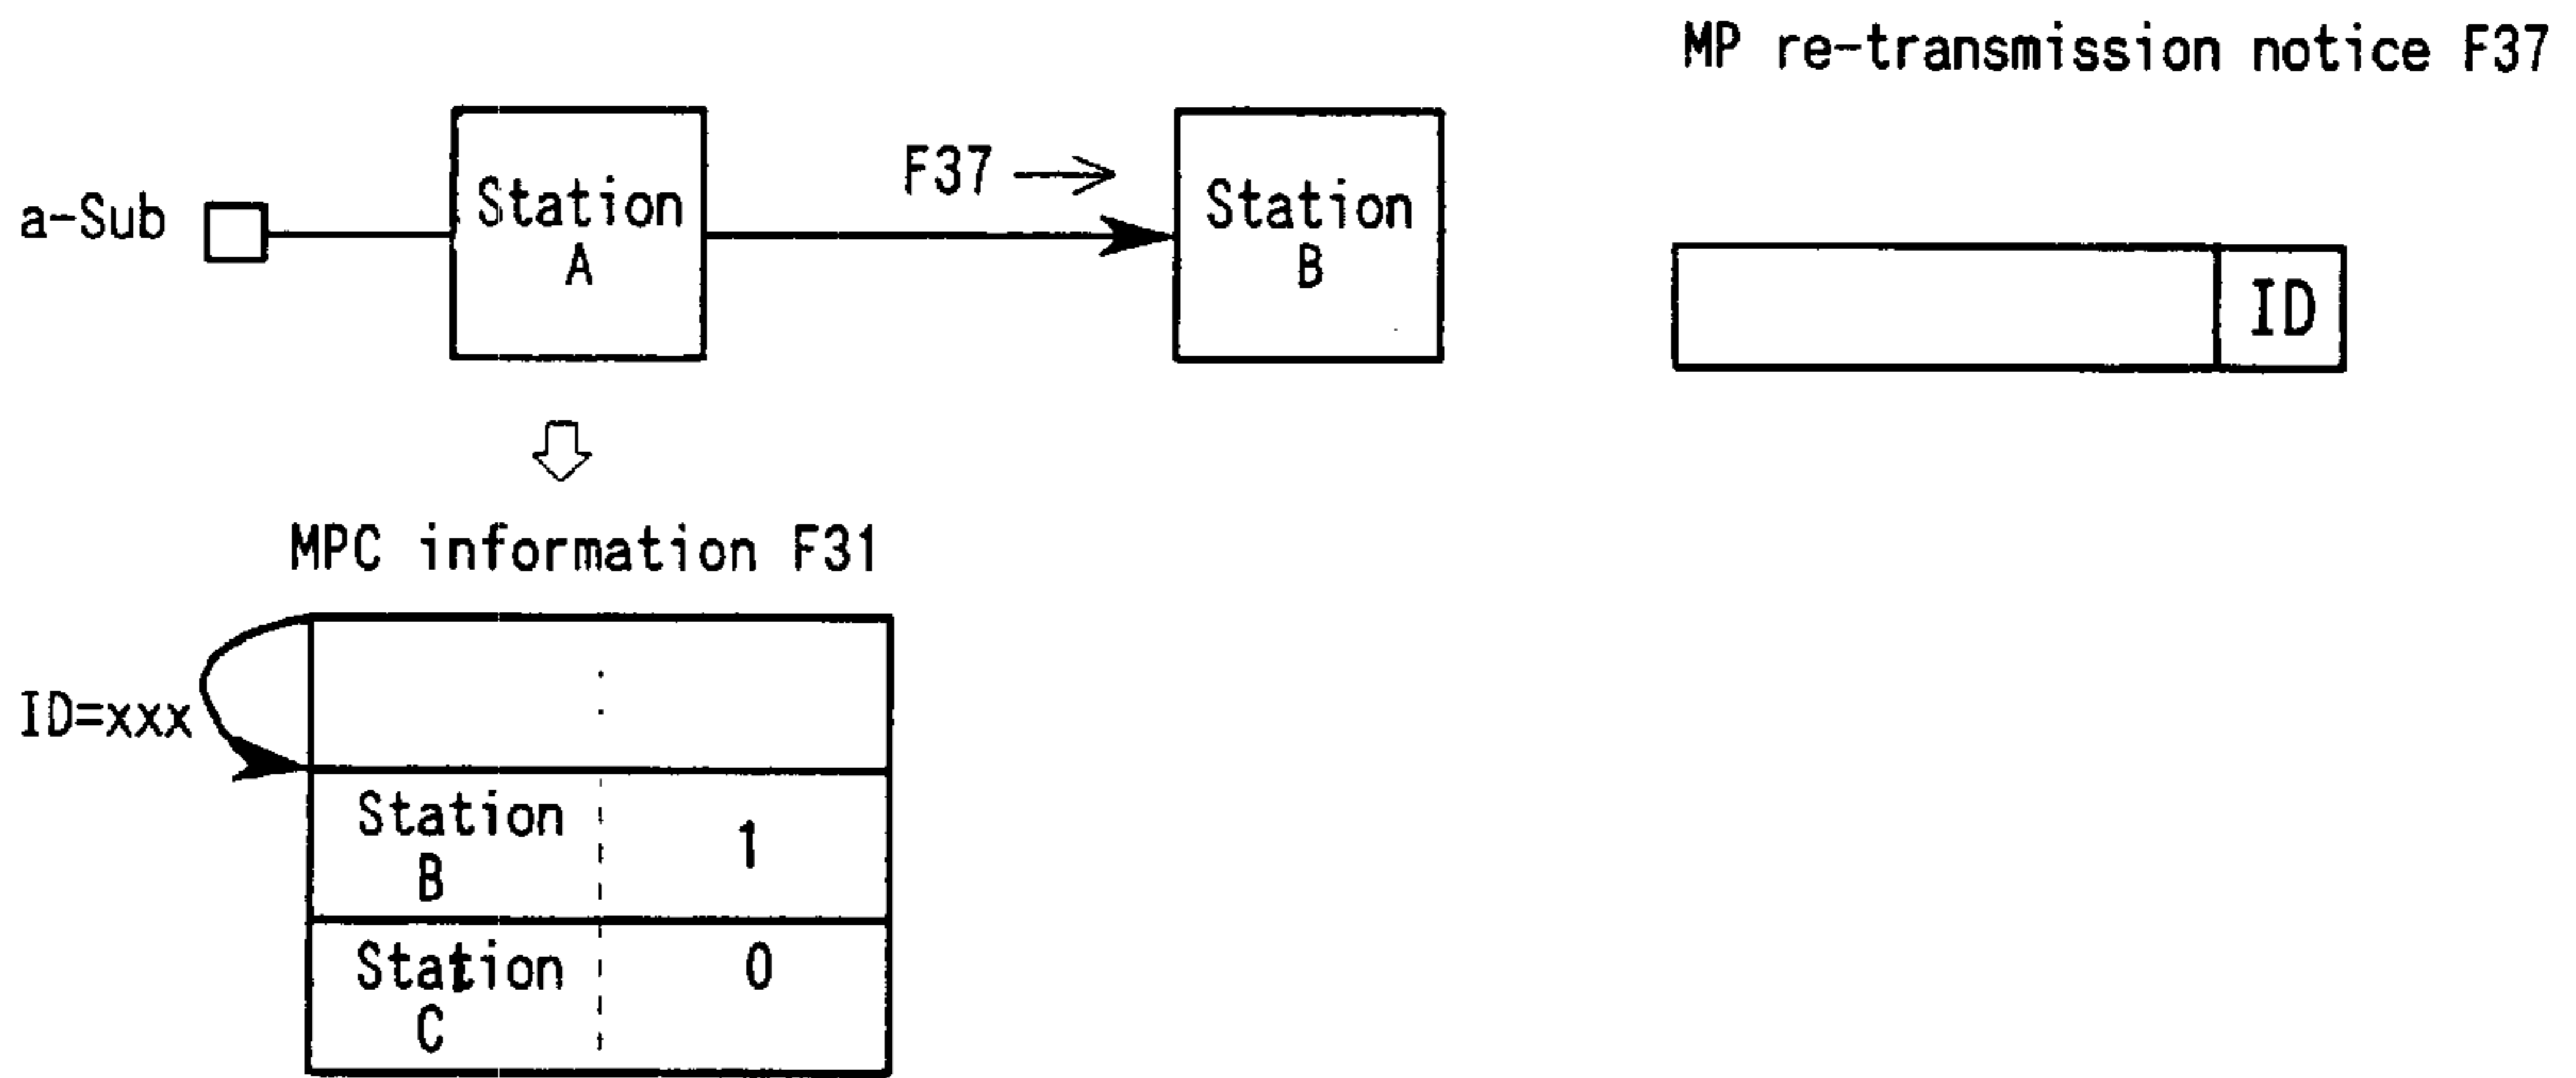 MP re-transmission notice F37
a-Sub
Station
A
F37
Station
B
ID
MPC information F31
ID=xxx
Station
B
1
Station
C
0